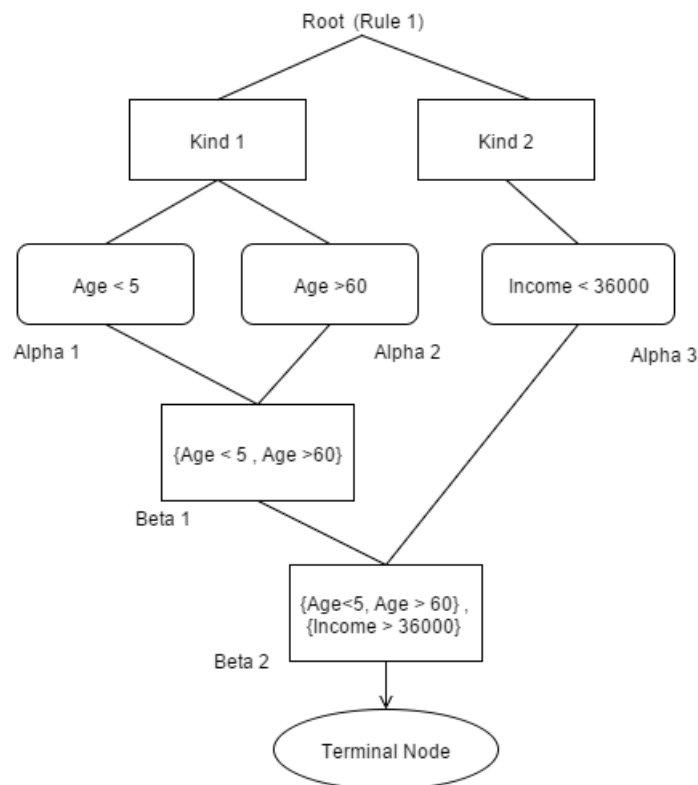 Root (Rule 1)
Kind 1
Kind 2
Age < 5
Age >60
Income < 36000
Alpha 1
Alpha 2
Alpha 3
{Age < 5 , Age >60}
Beta 1
{Age<5, Age > 60} ,
{Income > 36000}
Beta 2
Terminal Node